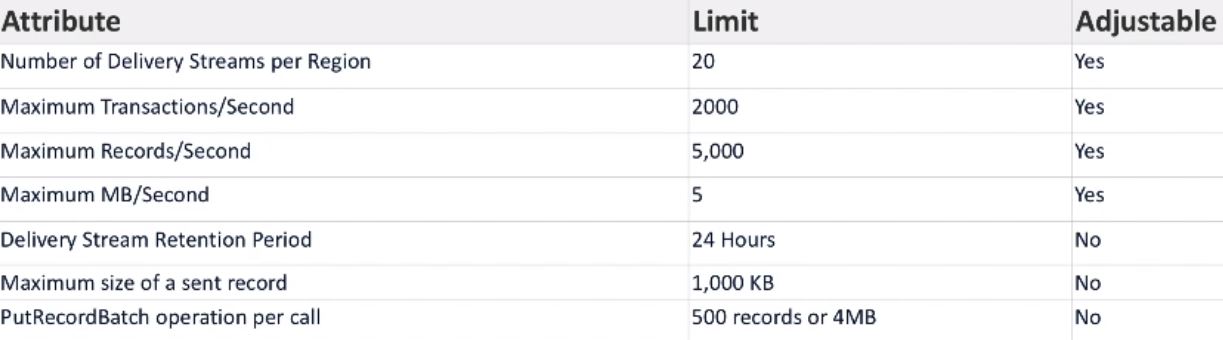 Attribute Limit Adjustable
Number of Delivery Streams per Region 20 Yes
Maximum Transactions/Second 2000 Yes
Maximum Records/Second 5,000 Yes
Maximum MB/Second 5 Yes
Delivery Stream Retention Period 24 Hours No
Maximum size of a sent record 1,000 KB No
PutRecordBatch operation per call 500 records or 4MB No